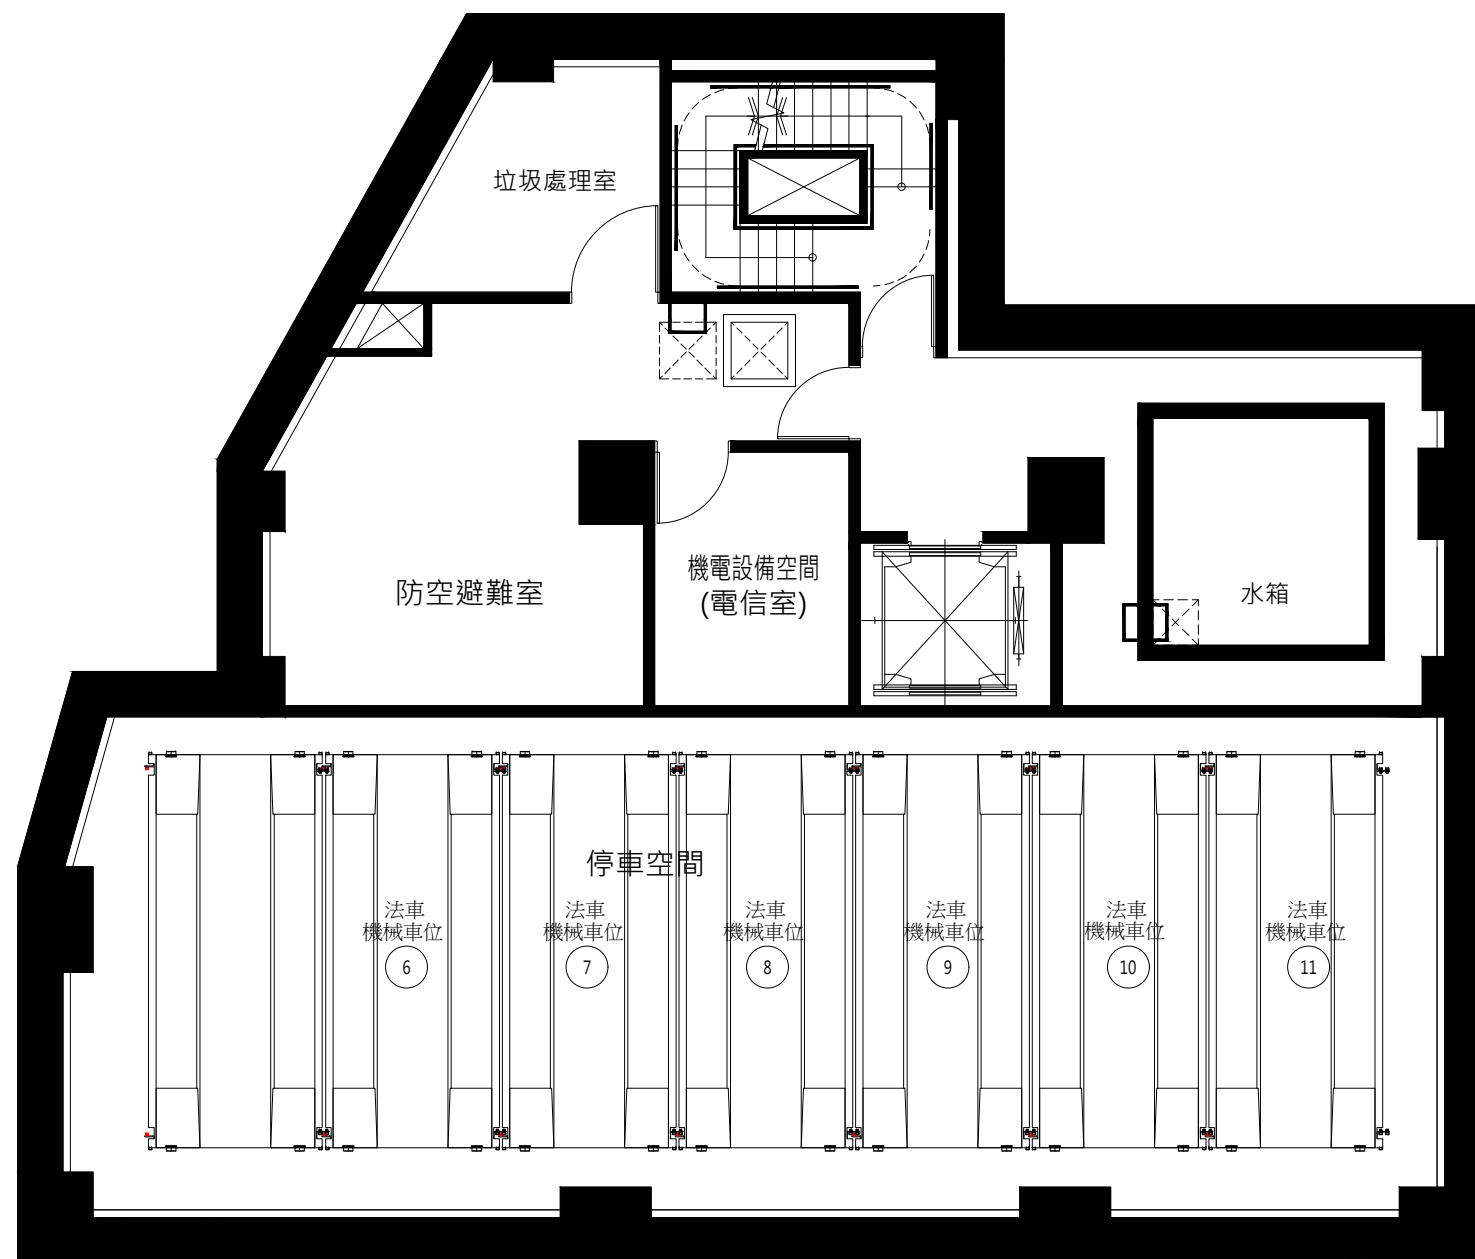 垃圾處理室
機電設備空間
(電信室)
防空避難室
水箱
停車空間
法車
機械車位
6
法車
機械車位
7
法車
機械車位
8
法車
機械車位
9
法車
機械車位
10
法車
機械車位
11